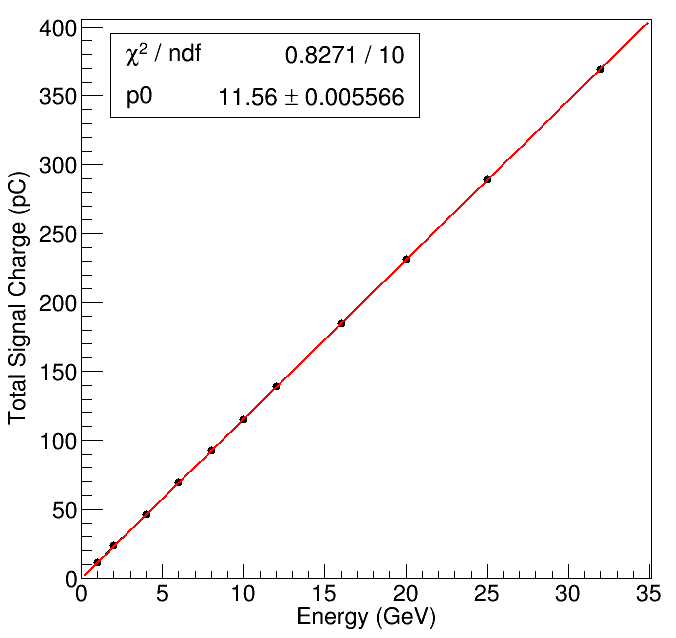 χ² / ndf 0.8271 / 10
p0 11.56 ± 0.005566
400
350
300
250
200
150
100
50
0
Total Signal Charge (pC)
0 5 10 15 20 25 30 35
Energy (GeV)